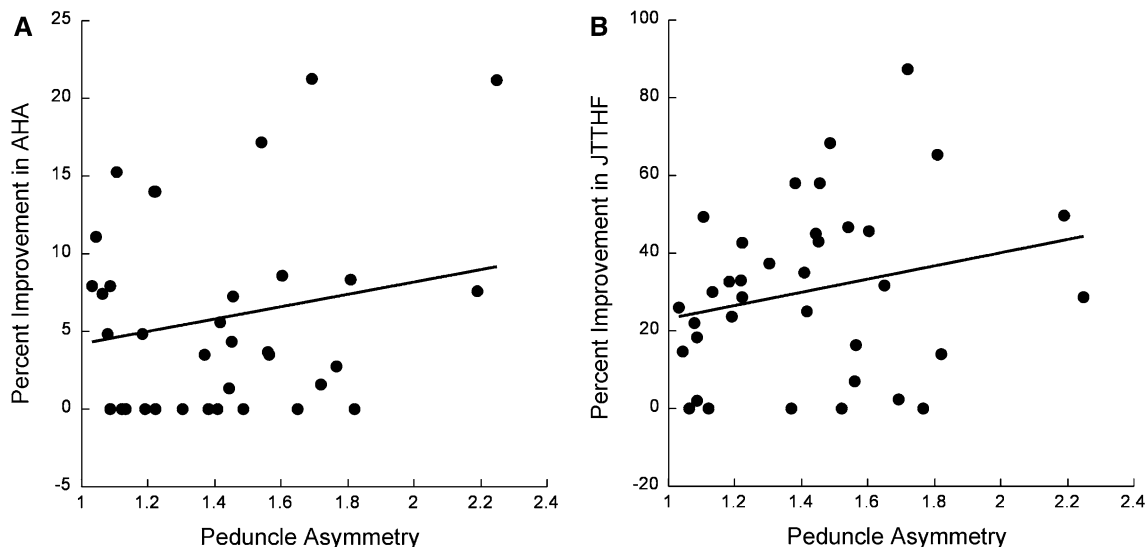 A
Percent Improvement in AHA
25
20
15
10
5
0
-5
1 1.2 1.4 1.6 1.8 2 2.2 2.4
Peduncle Asymmetry
B
Percent Improvement in JTTHF
100
80
60
40
20
0
-20
1 1.2 1.4 1.6 1.8 2 2.2 2.4
Peduncle Asymmetry